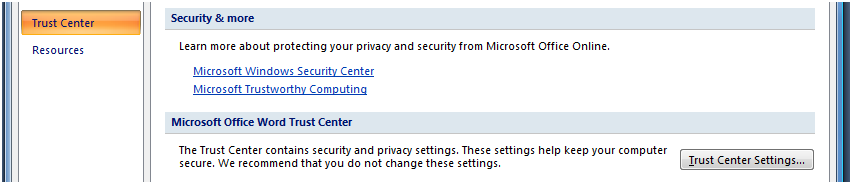 Trust Center
Resources
Security & more
Learn more about protecting your privacy and security from Microsoft Office Online.
Microsoft Windows Security Center
Microsoft Trustworthy Computing
Microsoft Office Word Trust Center
The Trust Center contains security and privacy settings. These settings help keep your computer
secure. We recommend that you do not change these settings.
Trust Center Settings...